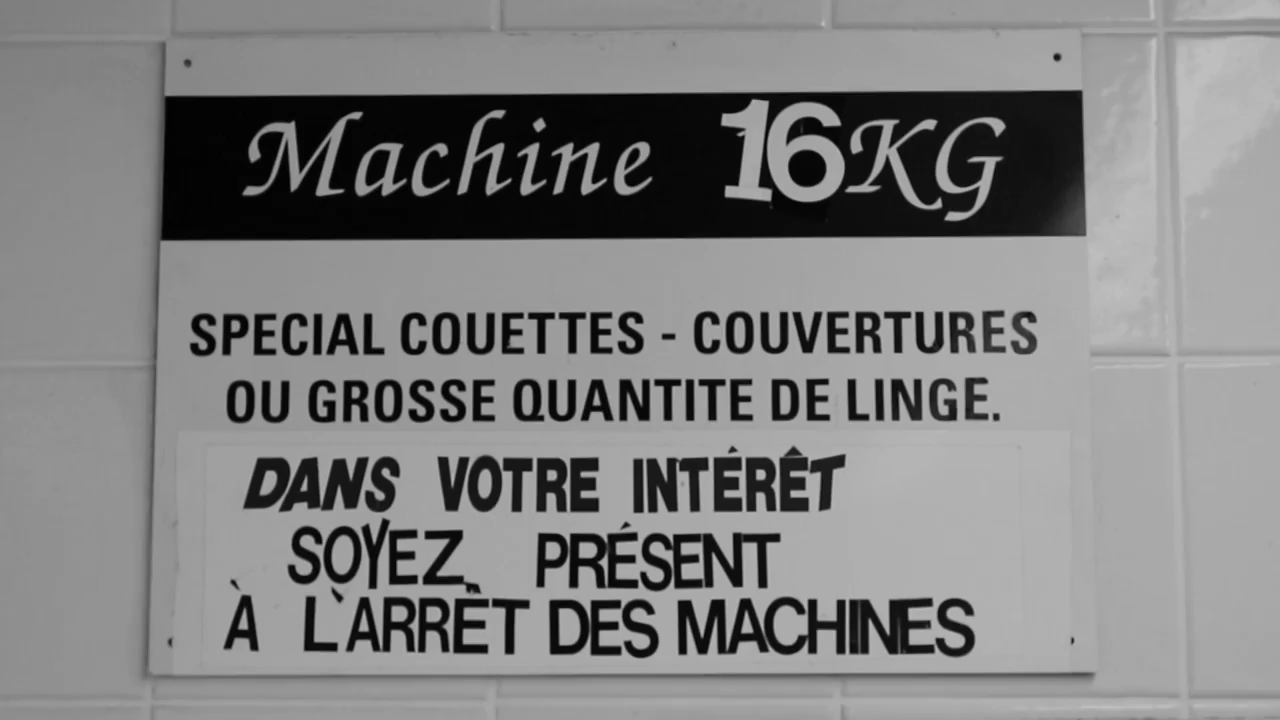 Machine 16KG
SPECIAL COUETTES - COUVERTURES
OU GROSSE QUANTITE DE LINGE.
DANS VOTRE INTÉRÊT
SOYEZ PRÉSENT
À L'ARRÊT DES MACHINES